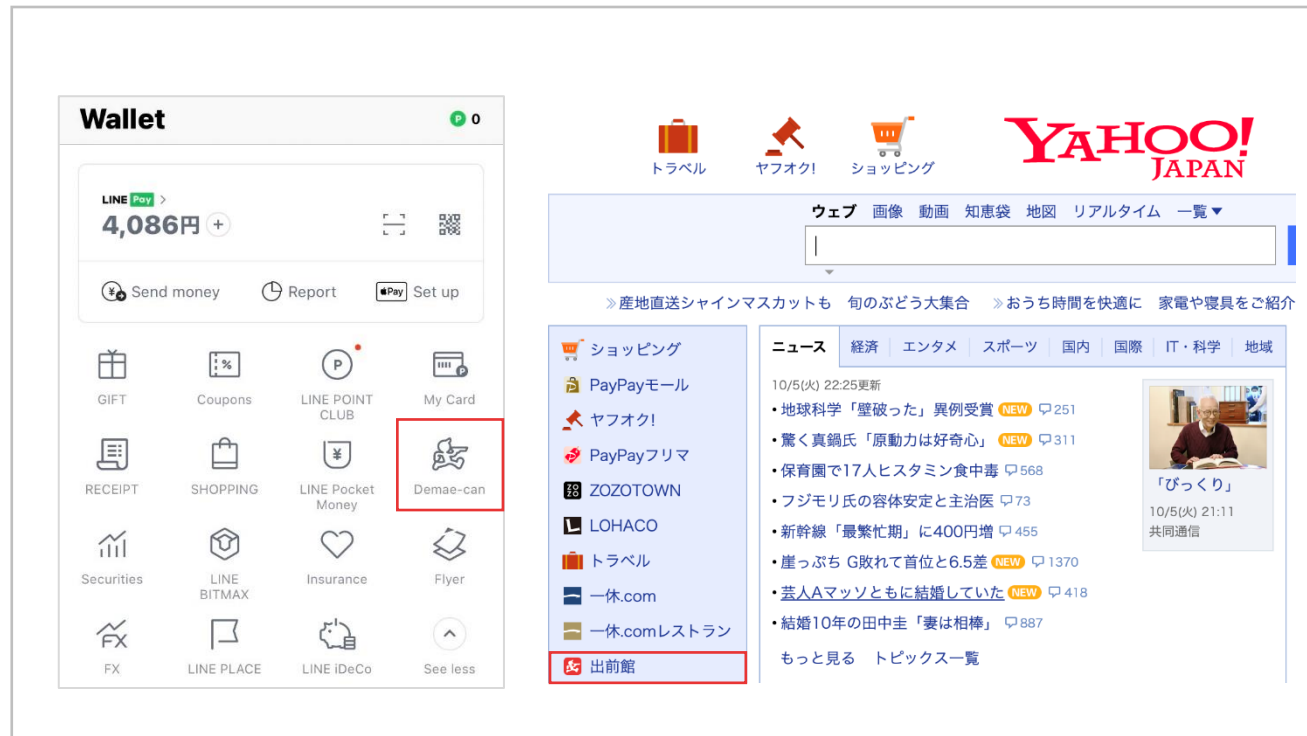 Wallet
P 0
LINE Pay >
4,086円 +
Send money Report Pay Set up
GIFT Coupons LINE POINT CLUB My Card
RECEIPT SHOPPING LINE Pocket Money Demae-can
Securities LINE BITMAX Insurance Flyer
FX LINE PLACE LINE iDeCo See less
トラベル ヤフオク! ショッピング
YAHOO! JAPAN
ウェブ 画像 動画 知恵袋 地図 リアルタイム 一覧▼
≫産地直送シャインマスカットも 旬のぶどう大集合 ≫おうち時間を快適に 家電や寝具をご紹介
ショッピング
PayPayモール
ヤフオク!
PayPayフリマ
ZOZOTOWN
LOHACO
トラベル
一休.com
一休.comレストラン
出前館
ニュース 経済 エンタメ スポーツ 国内 国際 IT・科学 地域
10/5(火) 22:25更新
・地球科学「壁破った」異例受賞 NEW 251
・驚く真鍋氏「原動力は好奇心」 NEW 311
・保育園で17人ヒスタミン食中毒 568
・フジモリ氏の容体安定と主治医 73
・新幹線「最繁忙期」に400円増 455
・崖っぷち G敗れて首位と6.5差 NEW 1370
・芸人Aマッソともに結婚していた NEW 418
・結婚10年の田中圭「妻は相棒」 887
もっと見る トピックス一覧
「びっくり」
10/5(火) 21:11
共同通信